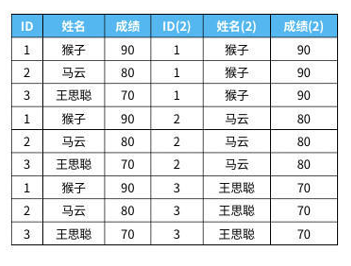 ID 姓名 成绩 ID(2) 姓名(2) 成绩(2)
1 猴子 90 1 猴子 90
2 马云 80 1 猴子 90
3 王思聪 70 1 猴子 90
1 猴子 90 2 马云 80
2 马云 80 2 马云 80
3 王思聪 70 2 马云 80
1 猴子 90 3 王思聪 70
2 马云 80 3 王思聪 70
3 王思聪 70 3 王思聪 70